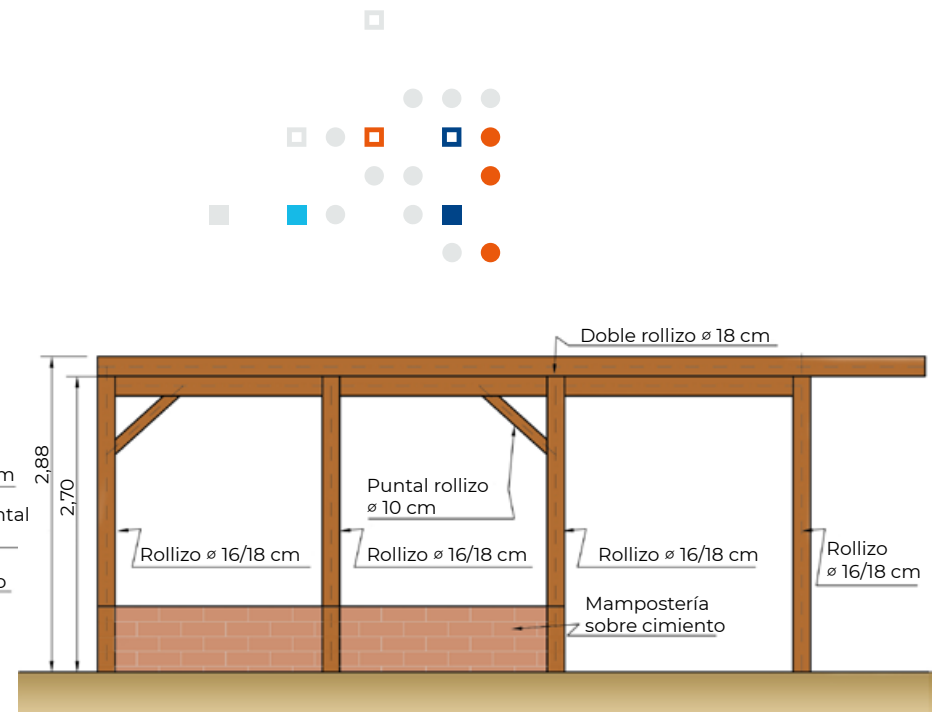 Doble rollizo ø 18 cm
2,88
2,70
m
ntal
o
Puntal rollizo
ø 10 cm
Rollizo ø 16/18 cm
Rollizo ø 16/18 cm
Rollizo ø 16/18 cm
Rollizo
ø 16/18 cm
Mampostería
sobre cimiento